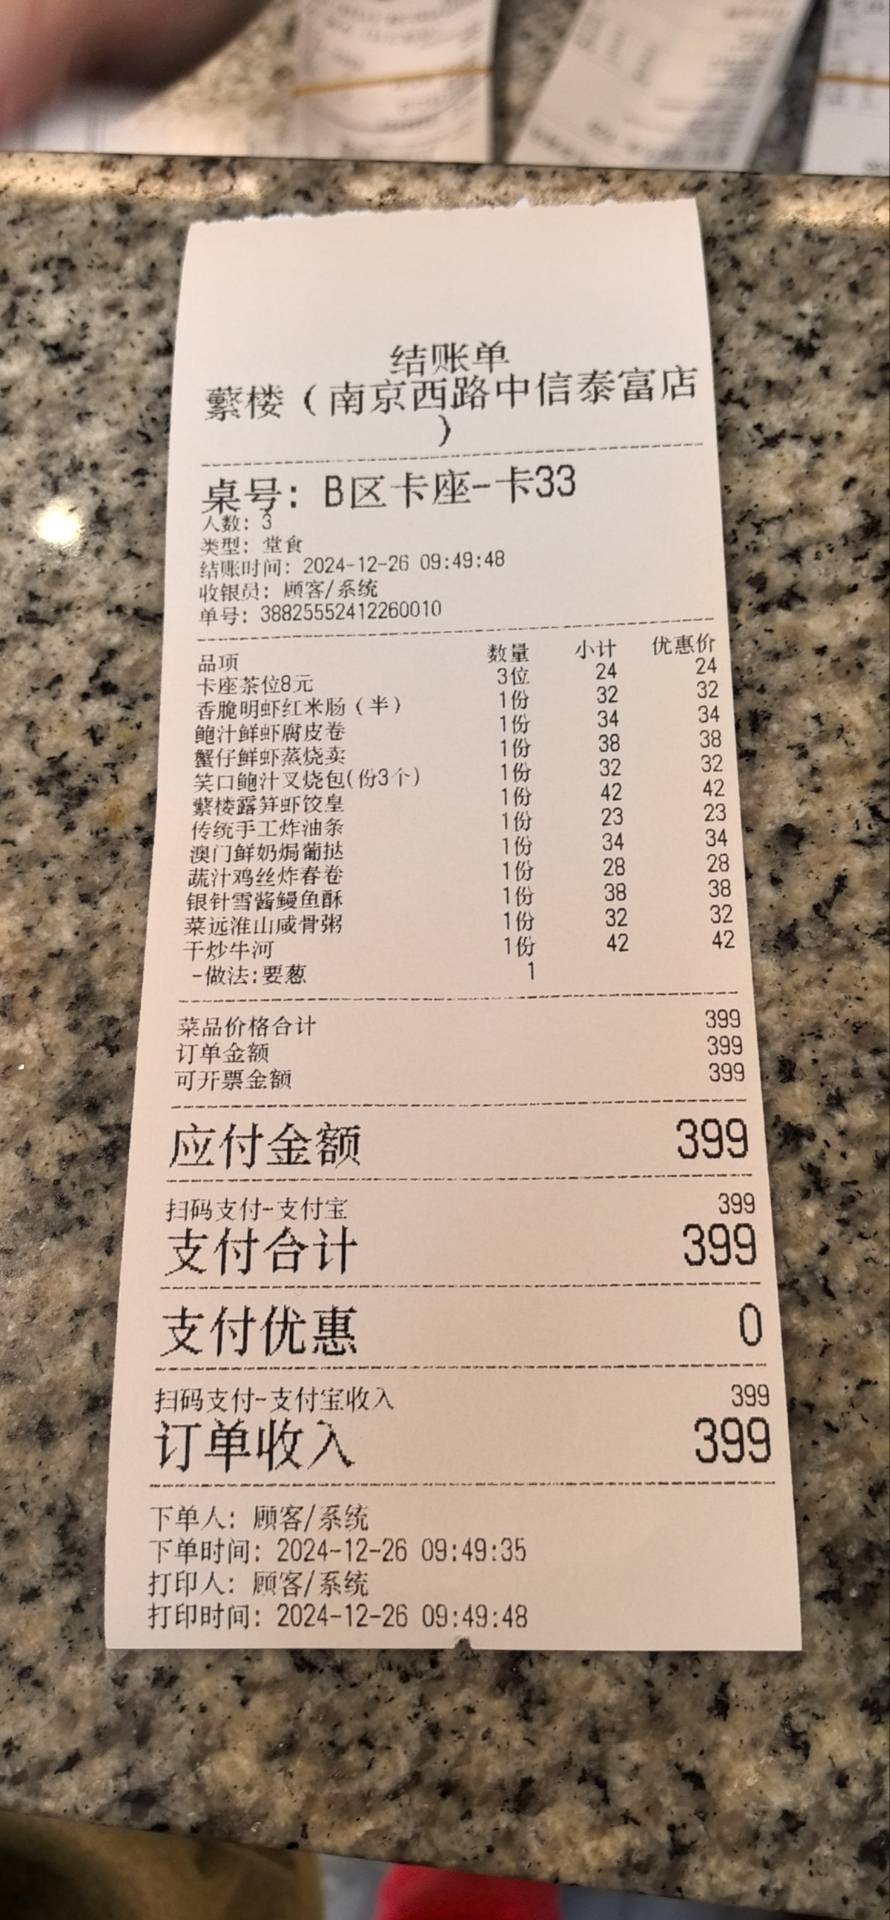 结账单
蘩楼（南京西路中信泰富店
）
桌号: B区卡座-卡33
人数: 3
类型: 堂食
结账时间: 2024-12-26 09:49:48
收银员: 顾客/系统
单号: 38825552412260010
品项 数量 小计 优惠价
卡座茶位8元 3位 24 24
香脆明虾红米肠（半） 1份 32 32
鲍汁鲜虾腐皮卷 1份 34 34
蟹仔鲜虾蒸烧卖 1份 38 38
笑口鲍汁叉烧包(份3个) 1份 32 32
蘩楼露笋虾饺皇 1份 42 42
传统手工炸油条 1份 23 23
澳门鲜奶焗葡挞 1份 34 34
蔬汁鸡丝炸春卷 1份 28 28
银针雪酱鳗鱼酥 1份 38 38
菜远淮山咸骨粥 1份 32 32
干炒牛河 1份 42 42
-做法:要葱 1
菜品价格合计 399
订单金额 399
可开票金额 399
应付金额 399
扫码支付-支付宝 399
支付合计 399
支付优惠 0
扫码支付-支付宝收入 399
订单收入 399
下单人: 顾客/系统
下单时间: 2024-12-26 09:49:35
打印人: 顾客/系统
打印时间: 2024-12-26 09:49:48